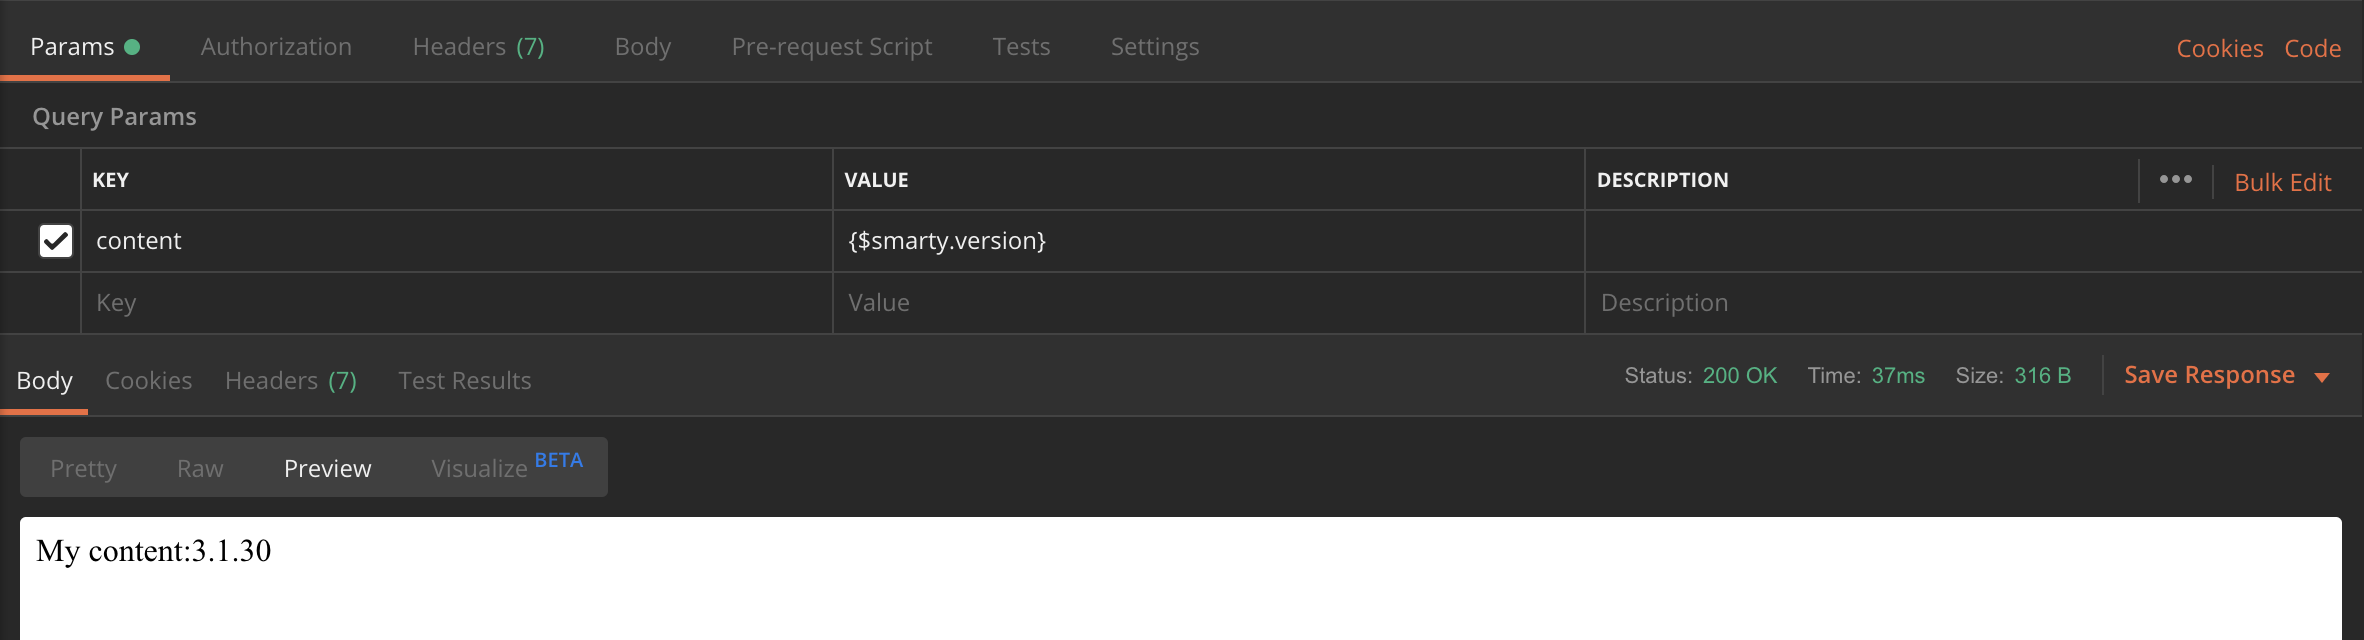 Params Authorization Headers (7) Body Pre-request Script Tests Settings Cookies Code
Query Params
KEY VALUE DESCRIPTION ••• Bulk Edit
content {$smarty.version}
Key Value Description
Body Cookies Headers (7) Test Results Status: 200 OK Time: 37ms Size: 316 B Save Response
Pretty Raw Preview Visualize BETA
My content:3.1.30